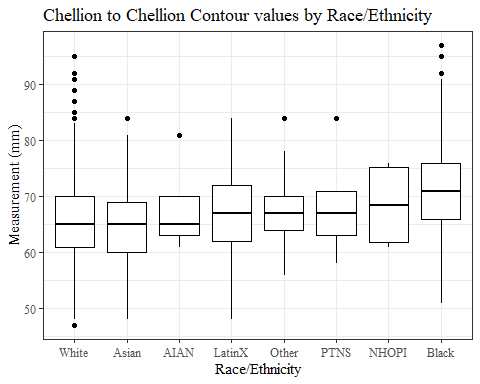 Chellion to Chellion Contour values by Race/Ethnicity
Measurement (mm)
90
80
70
60
50
White Asian AIAN LatinX Other PTNS NHOPI Black
Race/Ethnicity